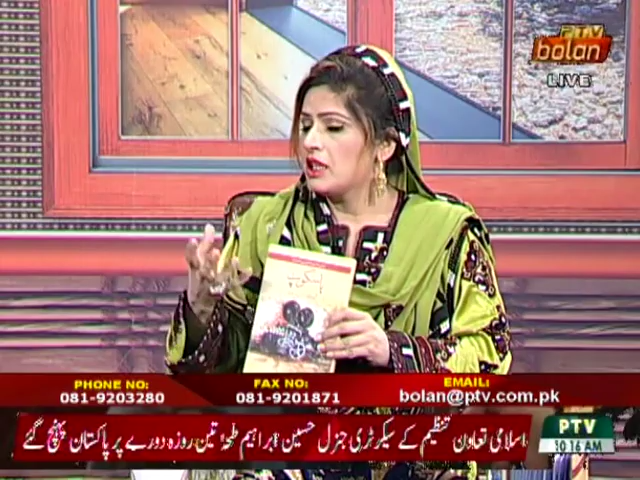 PTV
bolan
LIVE
PHONE NO:
081-9203280
FAX NO:
081-9201871
EMAIL:
bolan@ptv.com.pk
اسلامی تعاون تنظیم کے سیکرٹری جنرل حسین ابراہیم طحہٰ تین روزہ دورے پر پاکستان پہنچ گئے
PTV
10:16 AM